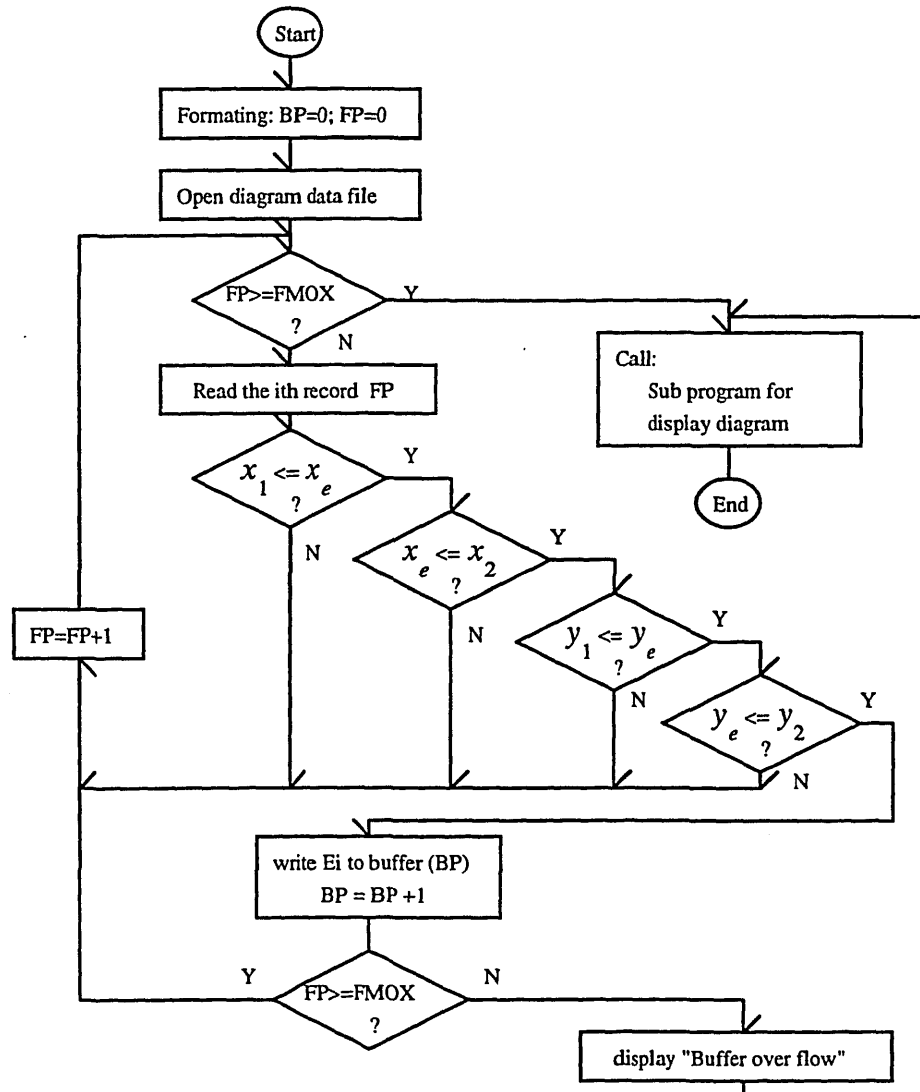 Start
Formating: BP=0; FP=0
Open diagram data file
FP>=FMOX
?
Y
N
Call:
Sub program for
display diagram
End
Read the ith record FP
x1 <= xe
?
Y
N
xe <= x2
?
Y
N
y1 <= ye
?
Y
N
ye <= y2
?
Y
N
FP=FP+1
write Ei to buffer (BP)
BP = BP +1
FP>=FMOX
?
Y
N
display "Buffer over flow"